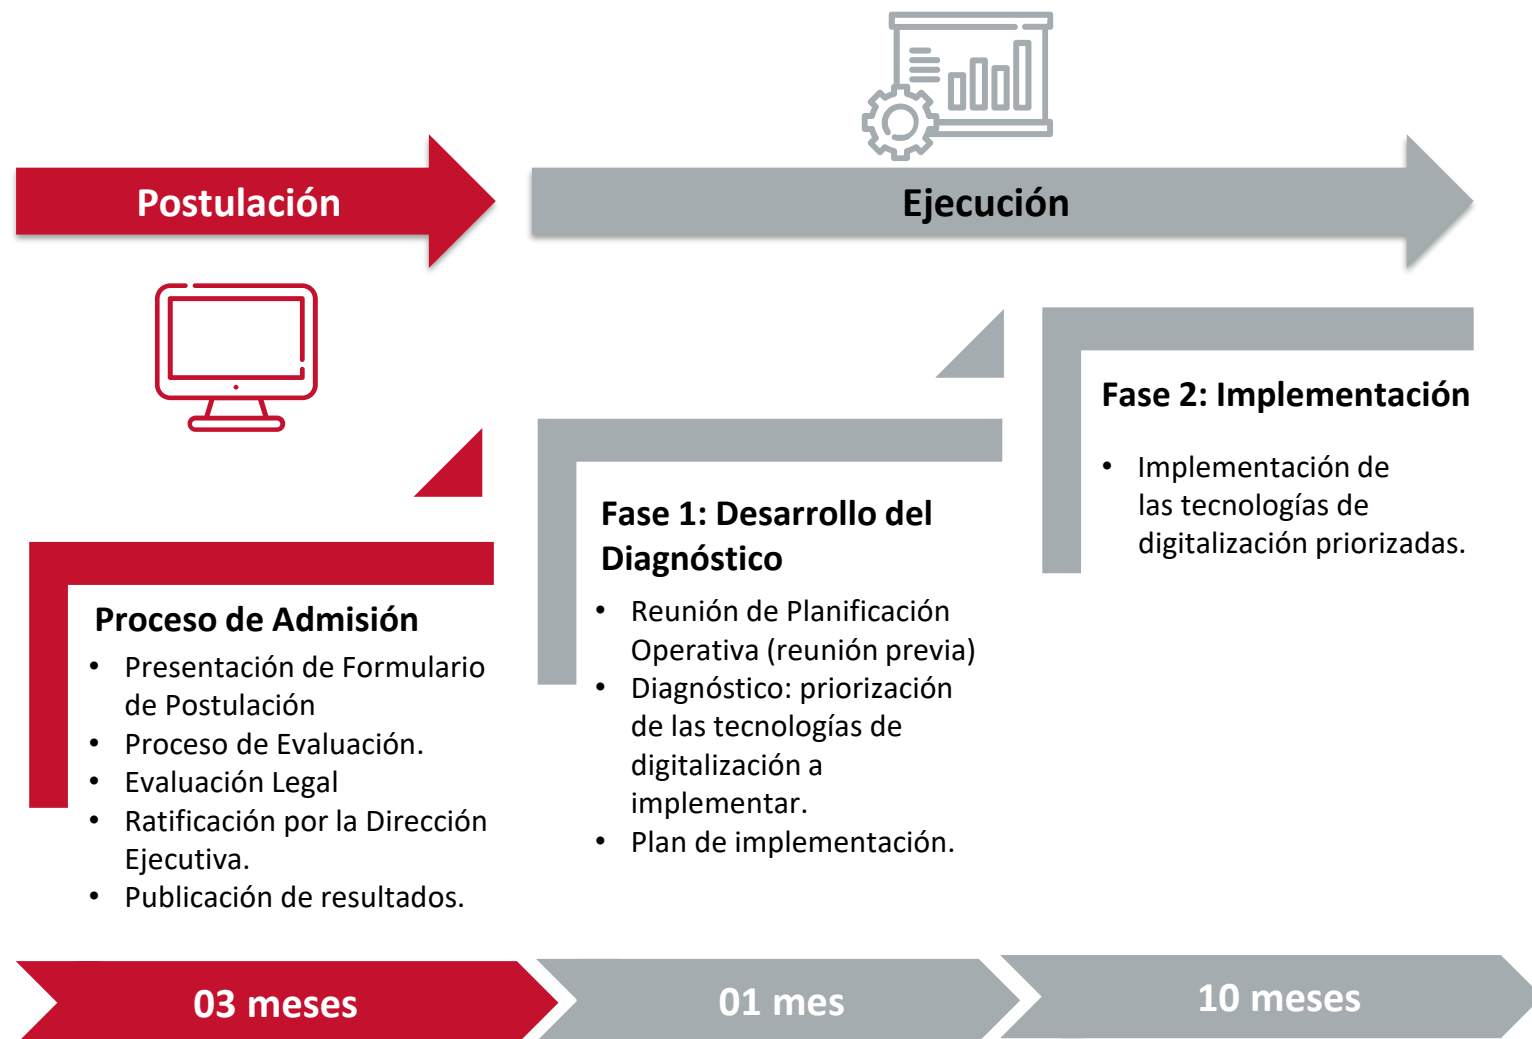 Postulación
Ejecución
Proceso de Admisión
• Presentación de Formulario
de Postulación
• Proceso de Evaluación.
• Evaluación Legal
• Ratificación por la Dirección
Ejecutiva.
• Publicación de resultados.
Fase 1: Desarrollo del
Diagnóstico
• Reunión de Planificación
Operativa (reunión previa)
• Diagnóstico: priorización
de las tecnologías de
digitalización a
implementar.
• Plan de implementación.
Fase 2: Implementación
• Implementación de
las tecnologías de
digitalización priorizadas.
03 meses
01 mes
10 meses